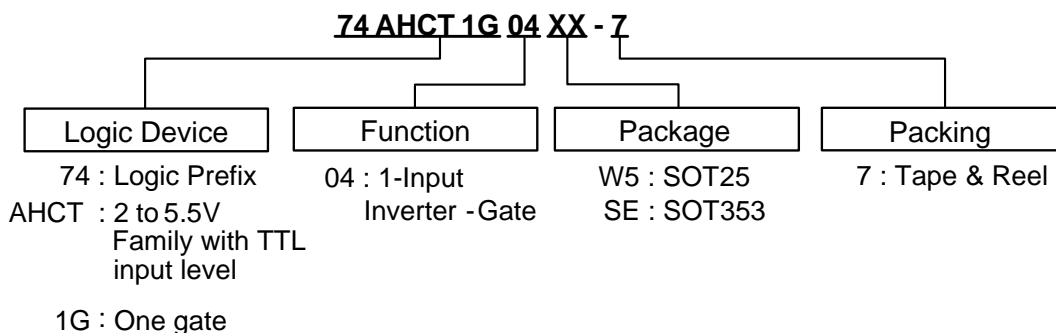 74 AHCT 1G 04 XX - 7
Logic Device
74 : Logic Prefix
AHCT : 2 to 5.5V
Family with TTL
input level
1G : One gate
Function
04 : 1-Input
Inverter -Gate
Package
W5 : SOT25
SE : SOT353
Packing
7 : Tape & Reel